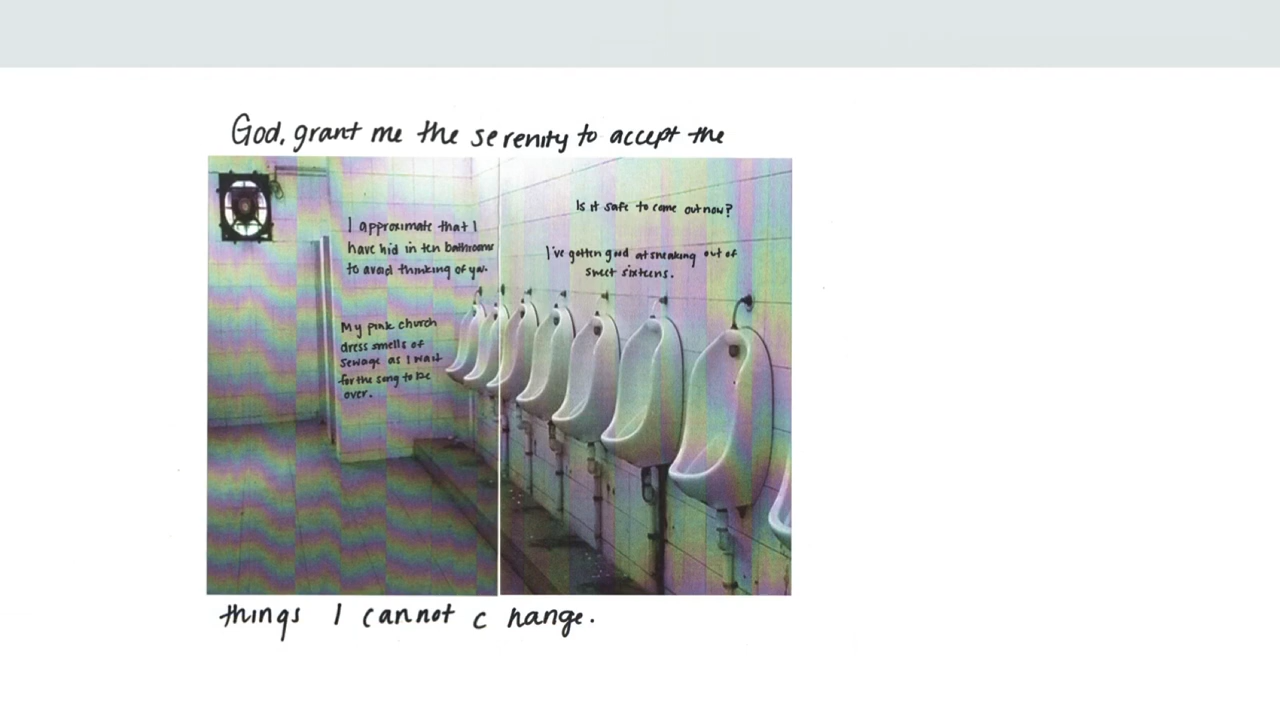 God, grant me the serenity to accept the
I approximate that I
have hid in ten bathrooms
to avoid thinking of you.
My pink church
dress smells of
sewage as I wait
for the song to be
over.
Is it safe to come out now?
I've gotten good at sneaking out of
sweet sixteens.
things I cannot change.